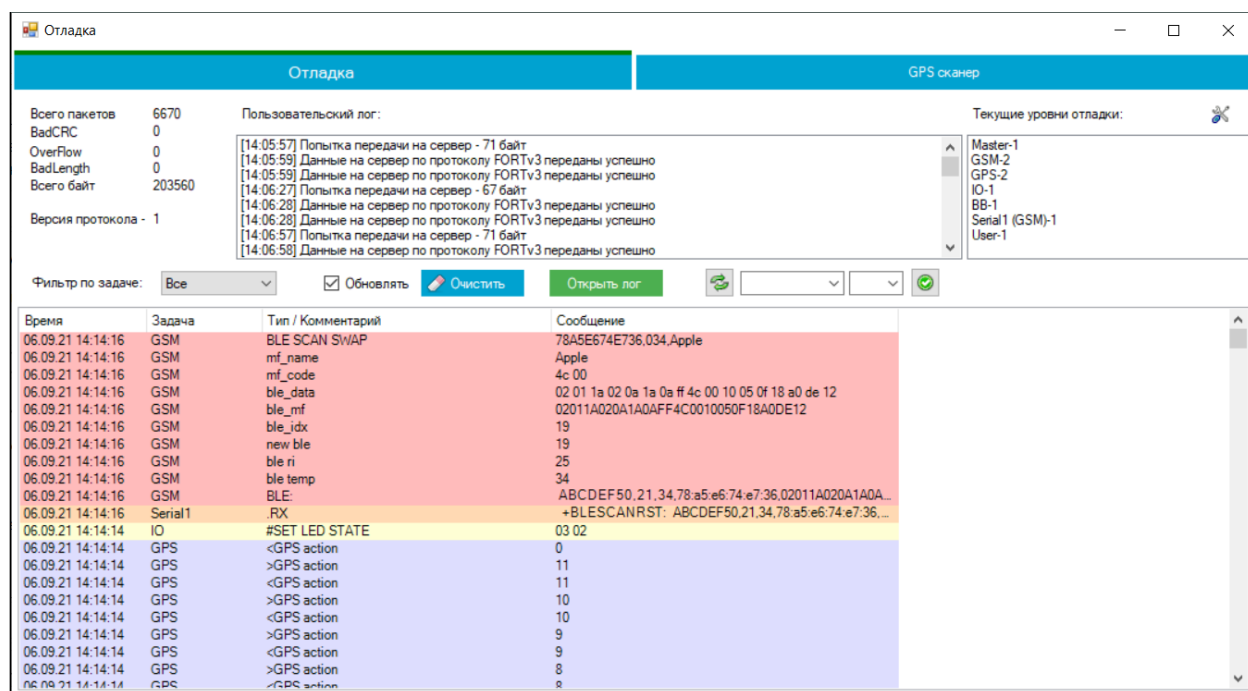 Отладка
Отладка GPS сканер
Всего пакетов 6670
BadCRC 0
OverFlow 0
BadLength 0
Всего байт 203560
Версия протокола - 1
Пользовательский лог:
[14:05:57] Попытка передачи на сервер - 71 байт
[14:05:59] Данные на сервер по протоколу FORTv3 переданы успешно
[14:05:59] Данные на сервер по протоколу FORTv3 переданы успешно
[14:06:27] Попытка передачи на сервер - 67 байт
[14:06:28] Данные на сервер по протоколу FORTv3 переданы успешно
[14:06:28] Данные на сервер по протоколу FORTv3 переданы успешно
[14:06:57] Попытка передачи на сервер - 71 байт
[14:06:58] Данные на сервер по протоколу FORTv3 переданы успешно
Текущие уровни отладки:
Master-1
GSM-2
GPS-2
IO-1
BB-1
Serial1 (GSM)-1
User-1
Фильтр по задаче: Все Обновлять Очистить Открыть лог
Время Задача Тип / Комментарий Сообщение
06.09.21 14:14:16 GSM BLE SCAN SWAP 78A5E674E736,034,Apple
06.09.21 14:14:16 GSM mf_name Apple
06.09.21 14:14:16 GSM mf_code 4c 00
06.09.21 14:14:16 GSM ble_data 02 01 1a 02 0a 1a 0a ff 4c 00 10 05 0f 18 a0 de 12
06.09.21 14:14:16 GSM ble_mf 02011A020A1A0AFF4C0010050F18A0DE12
06.09.21 14:14:16 GSM ble_idx 19
06.09.21 14:14:16 GSM new ble 19
06.09.21 14:14:16 GSM ble ri 25
06.09.21 14:14:16 GSM ble temp 34
06.09.21 14:14:16 GSM BLE: ABCDEF50,21,34,78:a5:e6:74:e7:36,02011A020A1A0A...
06.09.21 14:14:16 Serial1 .RX +BLESCANRST: ABCDEF50,21,34,78:a5:e6:74:e7:36,...
06.09.21 14:14:14 IO #SET LED STATE 03 02
06.09.21 14:14:14 GPS <GPS action 0
06.09.21 14:14:14 GPS >GPS action 11
06.09.21 14:14:14 GPS <GPS action 11
06.09.21 14:14:14 GPS >GPS action 10
06.09.21 14:14:14 GPS <GPS action 10
06.09.21 14:14:14 GPS >GPS action 9
06.09.21 14:14:14 GPS <GPS action 9
06.09.21 14:14:14 GPS >GPS action 8
06.09.21 14:14:14 GPS <GPS action 8